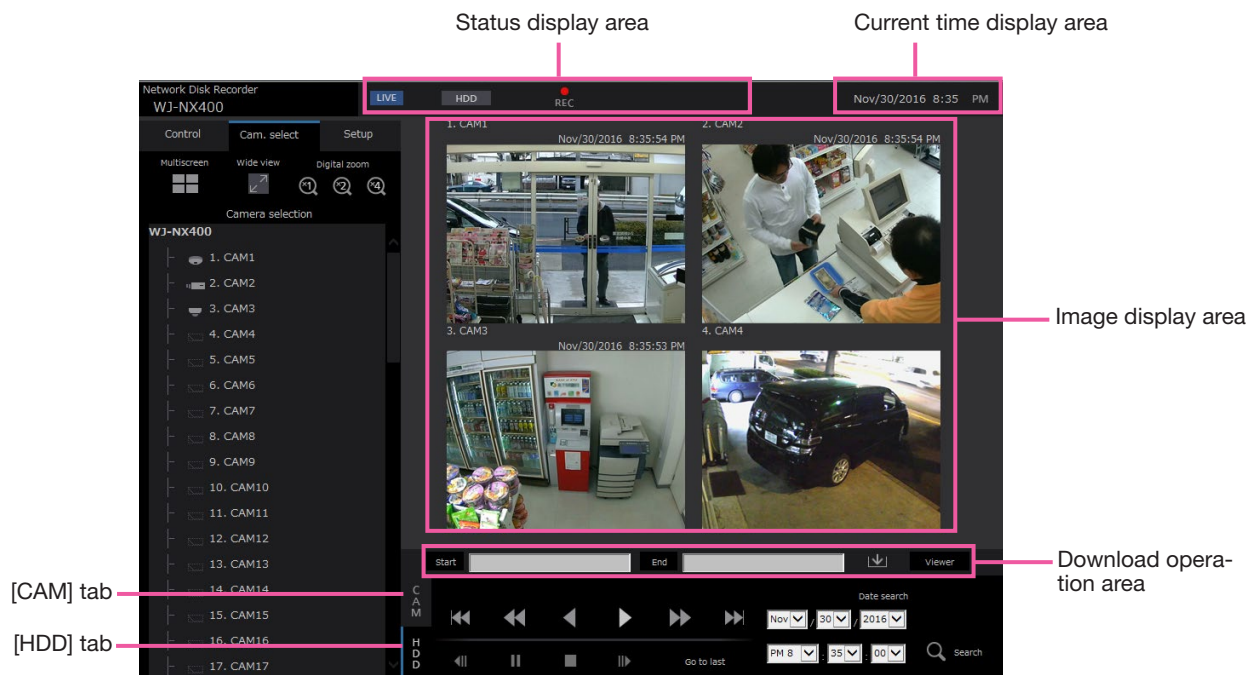 Status display area
Current time display area
Network Disk Recorder
WJ-NX400
LIVE
HDD
REC
Nov/30/2016 8:35 PM
Control
Cam. select
Setup
Multiscreen
Wide view
Digital zoom
×1
×2
×4
Camera selection
WJ-NX400
1. CAM1
2. CAM2
3. CAM3
4. CAM4
5. CAM5
6. CAM6
7. CAM7
8. CAM8
9. CAM9
10. CAM10
11. CAM11
12. CAM12
13. CAM13
14. CAM14
15. CAM15
16. CAM16
17. CAM17
1. CAM1
Nov/30/2016 8:35:54 PM
2. CAM2
Nov/30/2016 8:35:54 PM
3. CAM3
Nov/30/2016 8:35:53 PM
4. CAM4
Image display area
Start
End
Viewer
Download opera-
tion area
[CAM] tab
[HDD] tab
CAM
HDD
Go to last
Date search
Nov / 30 / 2016
PM 8 : 35 : 00
Search